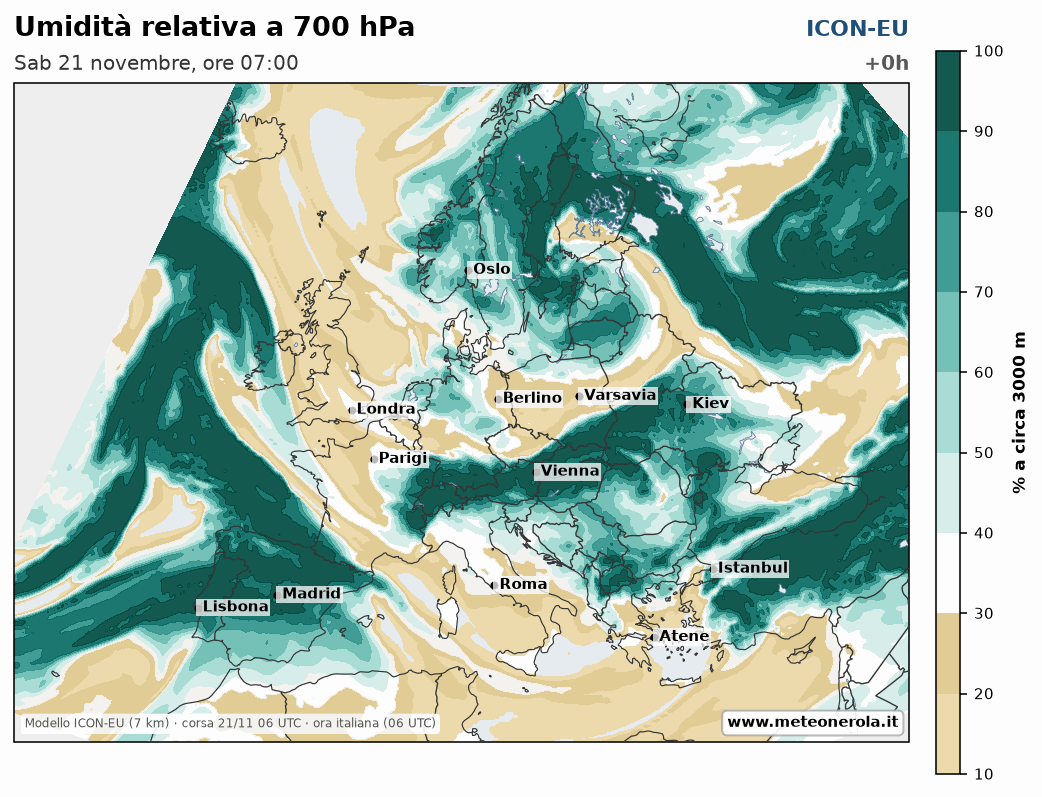 Umidità relativa a 700 hPa
ICON-EU
Sab 21 novembre, ore 07:00
+0h
100
90
80
70
60
50
40
30
20
10
% a circa 3000 m
Oslo
Berlino
Varsavia
Kiev
Londra
Parigi
Vienna
Istanbul
Roma
Madrid
Lisbona
Atene
Modello ICON-EU (7 km) · corsa 21/11 06 UTC · ora italiana (06 UTC)
www.meteonerola.it